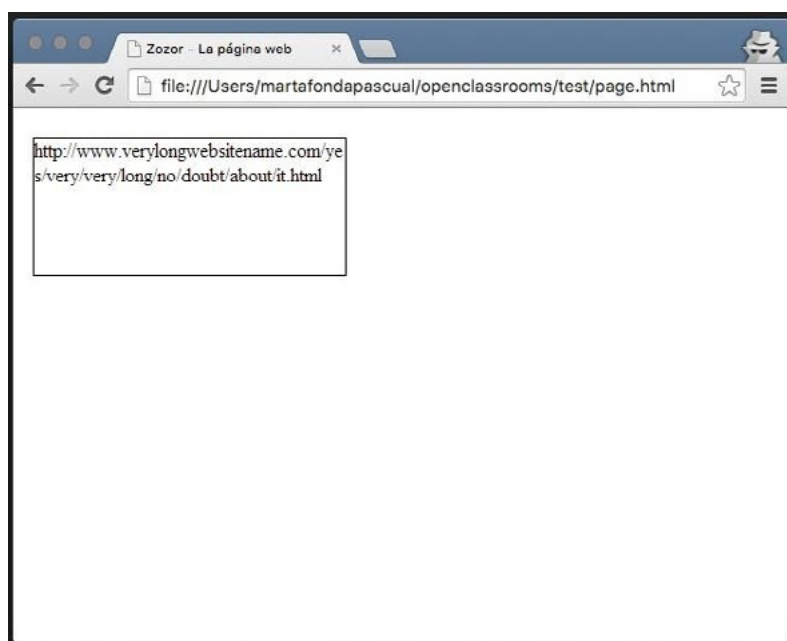 Zozor - La página web
file:///Users/martafondapascual/openclassrooms/test/page.html
http://www.verylongwebsitename.com/ye
s/very/very/long/no/doubt/about/it.html